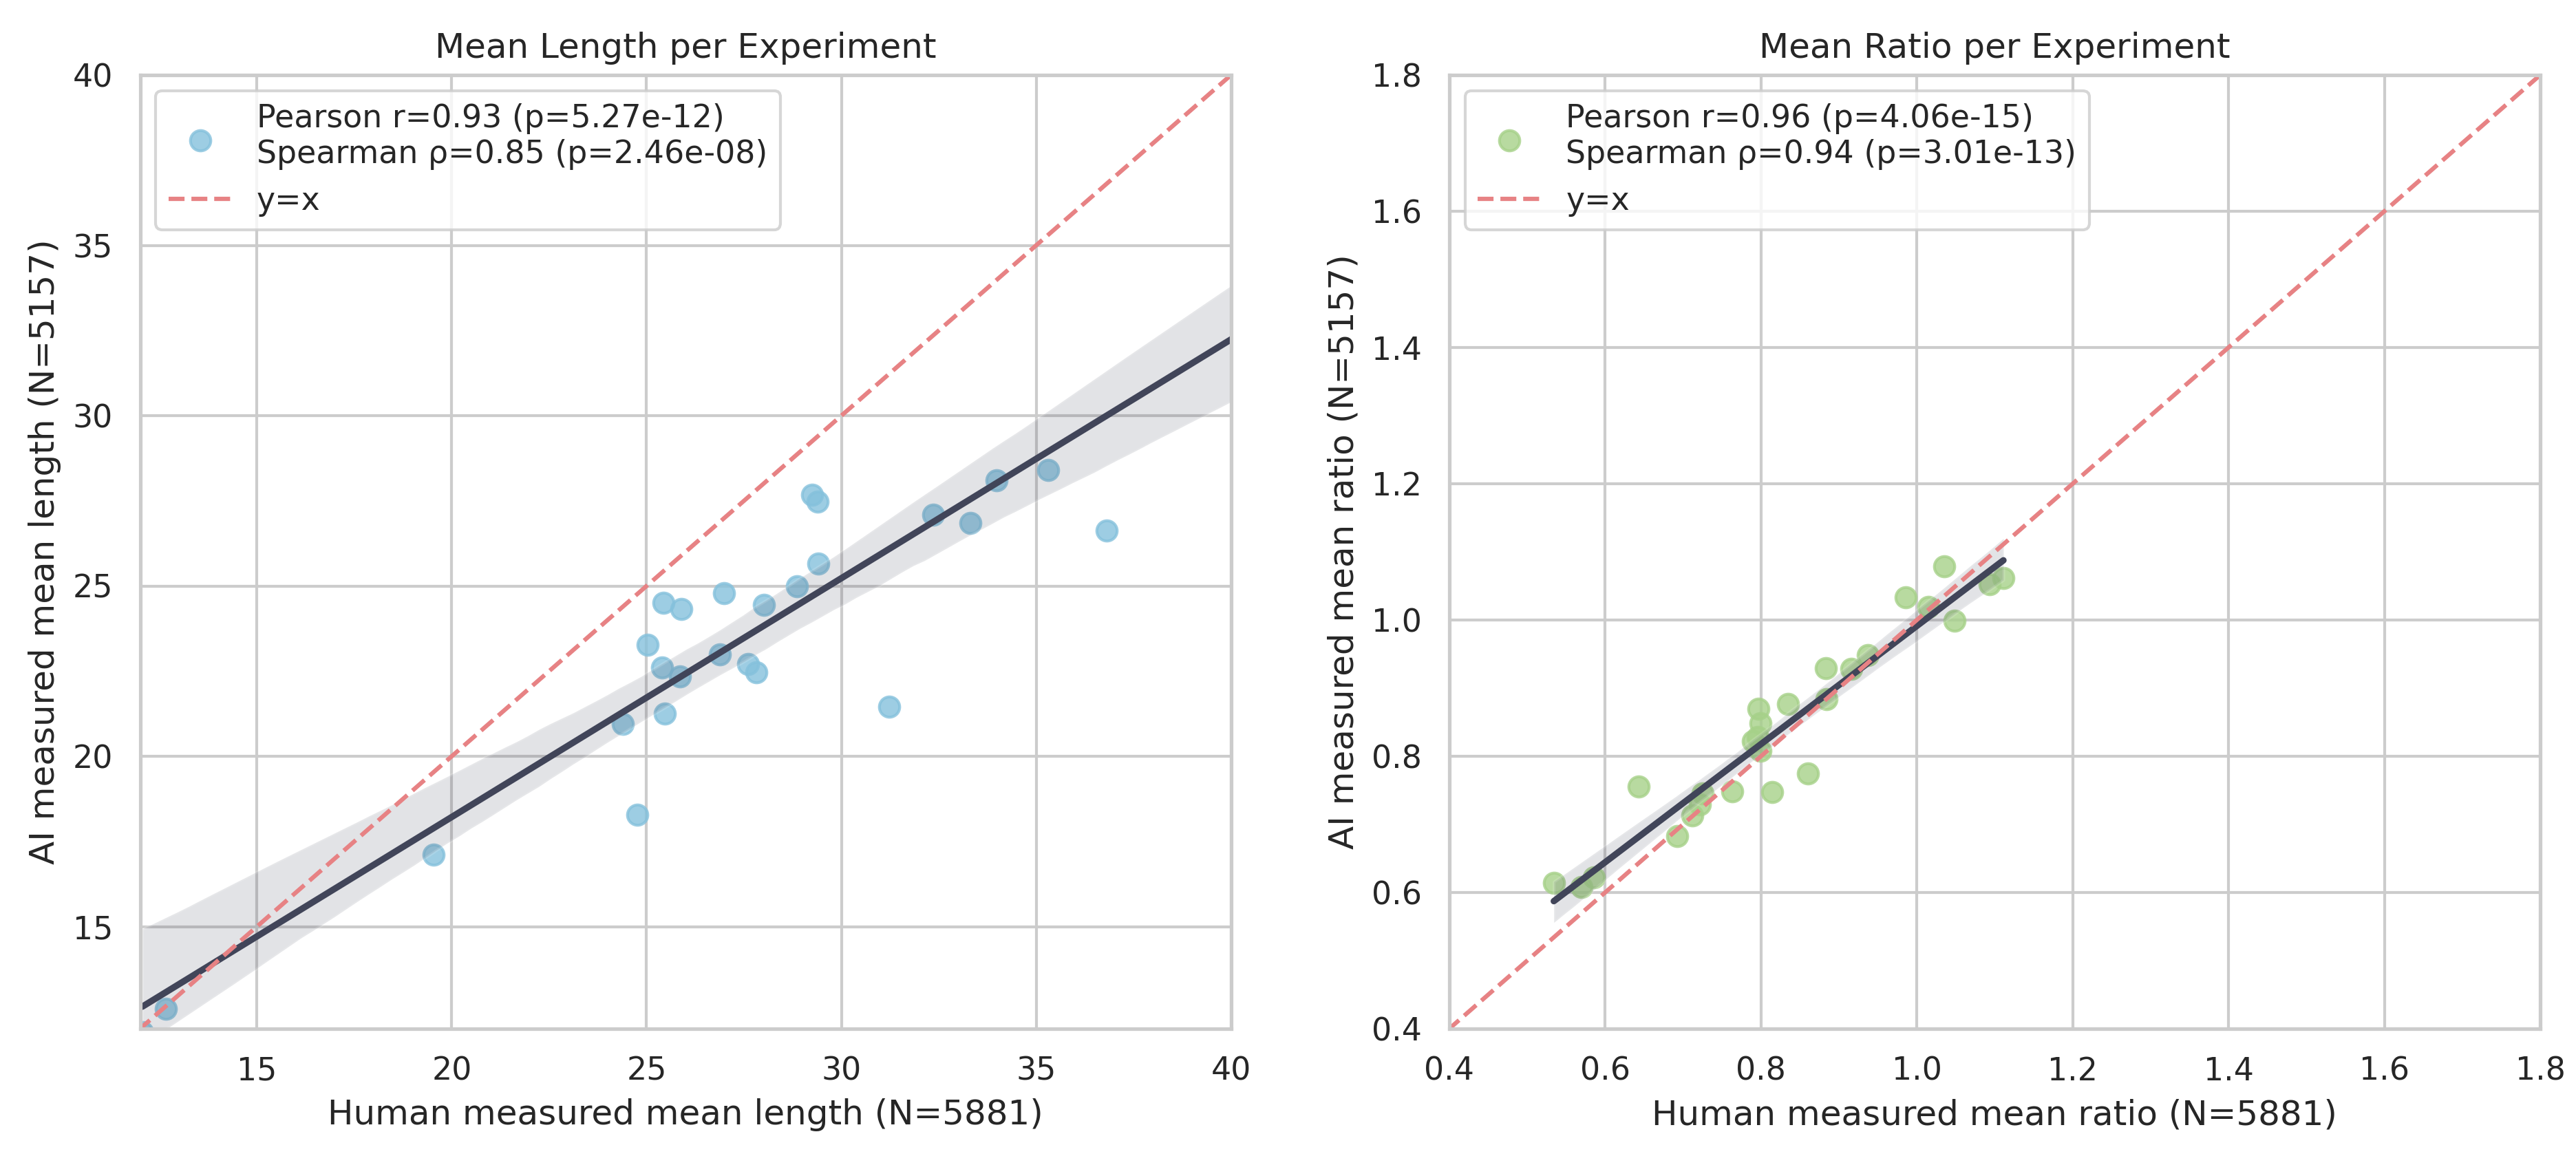 Mean Length per Experiment
Pearson r=0.93 (p=5.27e-12)
Spearman ρ=0.85 (p=2.46e-08)
y=x
AI measured mean length (N=5157)
40
35
30
25
20
15
15 20 25 30 35 40
Human measured mean length (N=5881)
Mean Ratio per Experiment
Pearson r=0.96 (p=4.06e-15)
Spearman ρ=0.94 (p=3.01e-13)
y=x
AI measured mean ratio (N=5157)
1.8
1.6
1.4
1.2
1.0
0.8
0.6
0.4
0.4 0.6 0.8 1.0 1.2 1.4 1.6 1.8
Human measured mean ratio (N=5881)